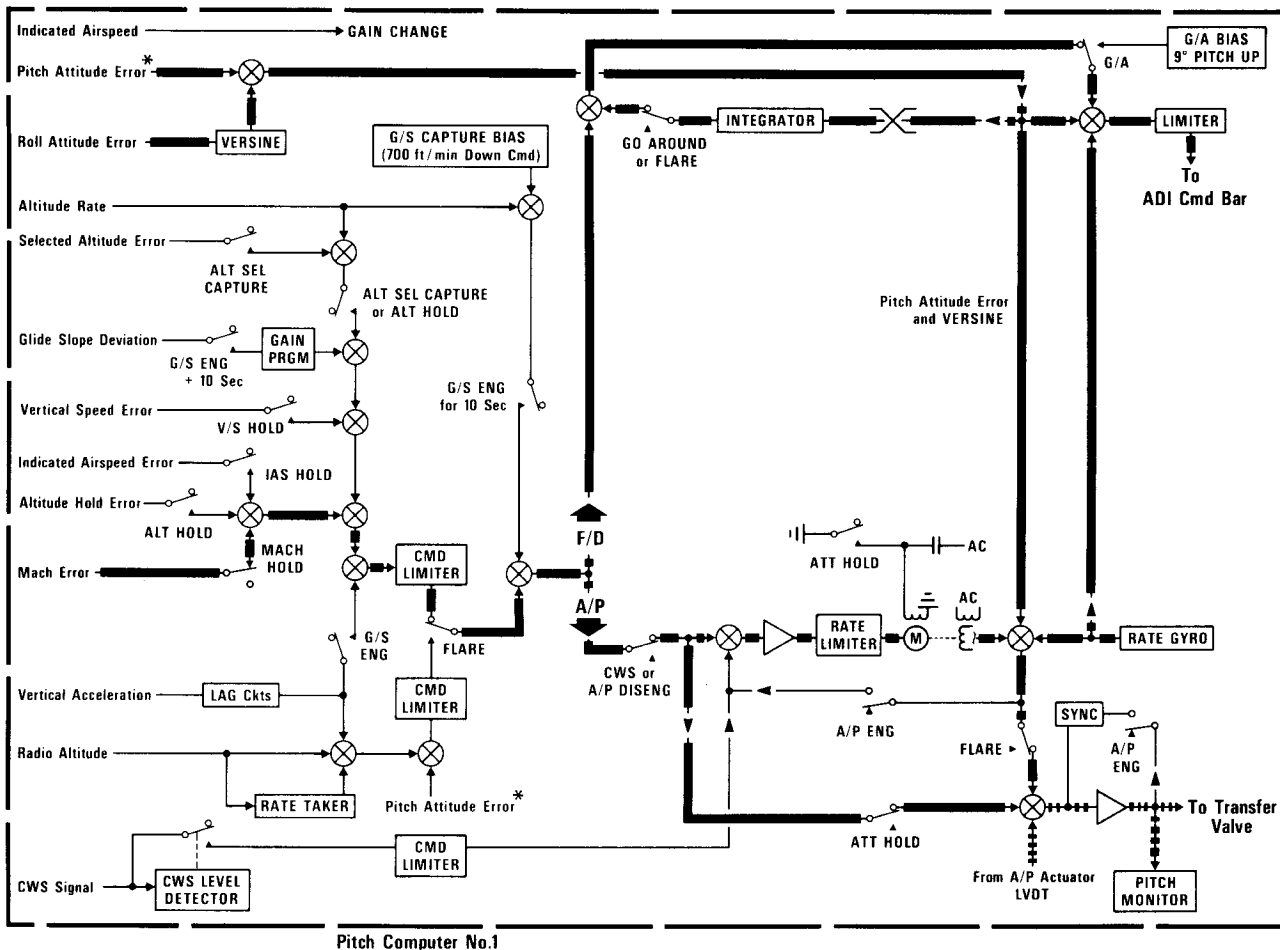 Indicated Airspeed
GAIN CHANGE
Pitch Attitude Error*
Roll Attitude Error
VERSINE
G/A BIAS
9° PITCH UP
G/A
INTEGRATOR
GO AROUND
or FLARE
LIMITER
To
ADI Cmd Bar
G/S CAPTURE BIAS
(700 ft/min Down Cmd)
Altitude Rate
Selected Altitude Error
ALT SEL
CAPTURE
ALT SEL CAPTURE
or ALT HOLD
Pitch Attitude Error
and VERSINE
Glide Slope Deviation
G/S ENG
+ 10 Sec
GAIN
PRGM
G/S ENG
for 10 Sec
Vertical Speed Error
V/S HOLD
Indicated Airspeed Error
IAS HOLD
Altitude Hold Error
ALT HOLD
MACH
HOLD
Mach Error
CMD
LIMITER
F/D
A/P
ATT HOLD
AC
AC
G/S
ENG
FLARE
CWS or
A/P DISENG
RATE
LIMITER
M
RATE GYRO
Vertical Acceleration
LAG Ckts
CMD
LIMITER
A/P ENG
SYNC
A/P
ENG
FLARE
Radio Altitude
RATE TAKER
Pitch Attitude Error*
ATT HOLD
To Transfer
Valve
CWS Signal
CWS LEVEL
DETECTOR
CMD
LIMITER
From A/P Actuator
LVDT
PITCH
MONITOR
Pitch Computer No.1